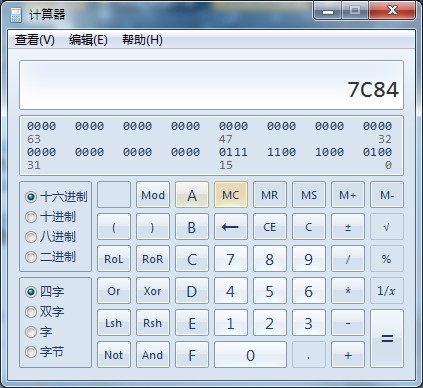 计算器
查看(V) 编辑(E) 帮助(H)
7C84
0000 0000 0000 0000 0000 0000 0000 0000
63 47 32
0000 0000 0000 0000 0111 1100 1000 0100
31 15 0
十六进制 Mod A MC MR MS M+ M-
十进制 ( ) B ← CE C ± √
八进制
二进制 RoL RoR C 7 8 9 / %
四字 Or Xor D 4 5 6 * 1/x
双字
字 Lsh Rsh E 1 2 3 - =
字节 Not And F 0 . +